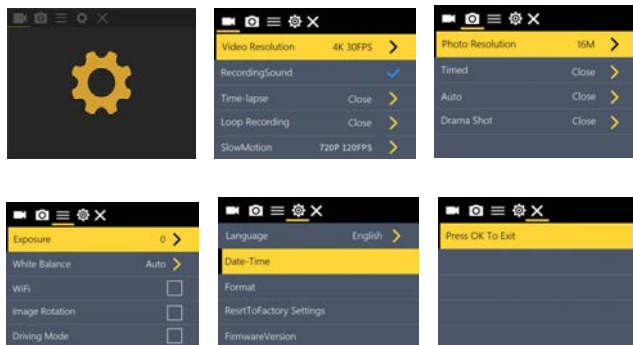 Video Resolution 4K 30FPS
RecordingSound
Time-lapse Close
Loop Recording Close
SlowMotion 720P 120FPS
Photo Resolution 16M
Timed Close
Auto Close
Drama Shot Close
Exposure 0
White Balance Auto
WiFi
Image Rotation
Driving Mode
Language English
Date-Time
Format
ResrtToFactory Settings
FirmwareVersion
Press OK To Exit